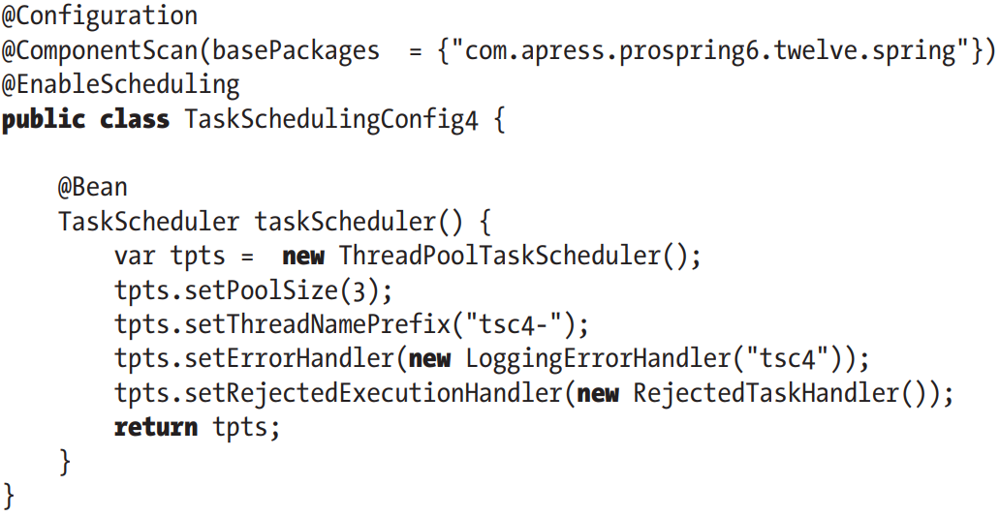 @Configuration
@ComponentScan(basePackages  = {"com.apress.prospring6.twelve.spring"})
@EnableScheduling
public class TaskSchedulingConfig4 {
    @Bean
    TaskScheduler taskScheduler() {
        var tpts =  new ThreadPoolTaskScheduler();
        tpts.setPoolSize(3);
        tpts.setThreadNamePrefix("tsc4-");
        tpts.setErrorHandler(new LoggingErrorHandler("tsc4"));
        tpts.setRejectedExecutionHandler(new RejectedTaskHandler());
        return tpts;
    }
}